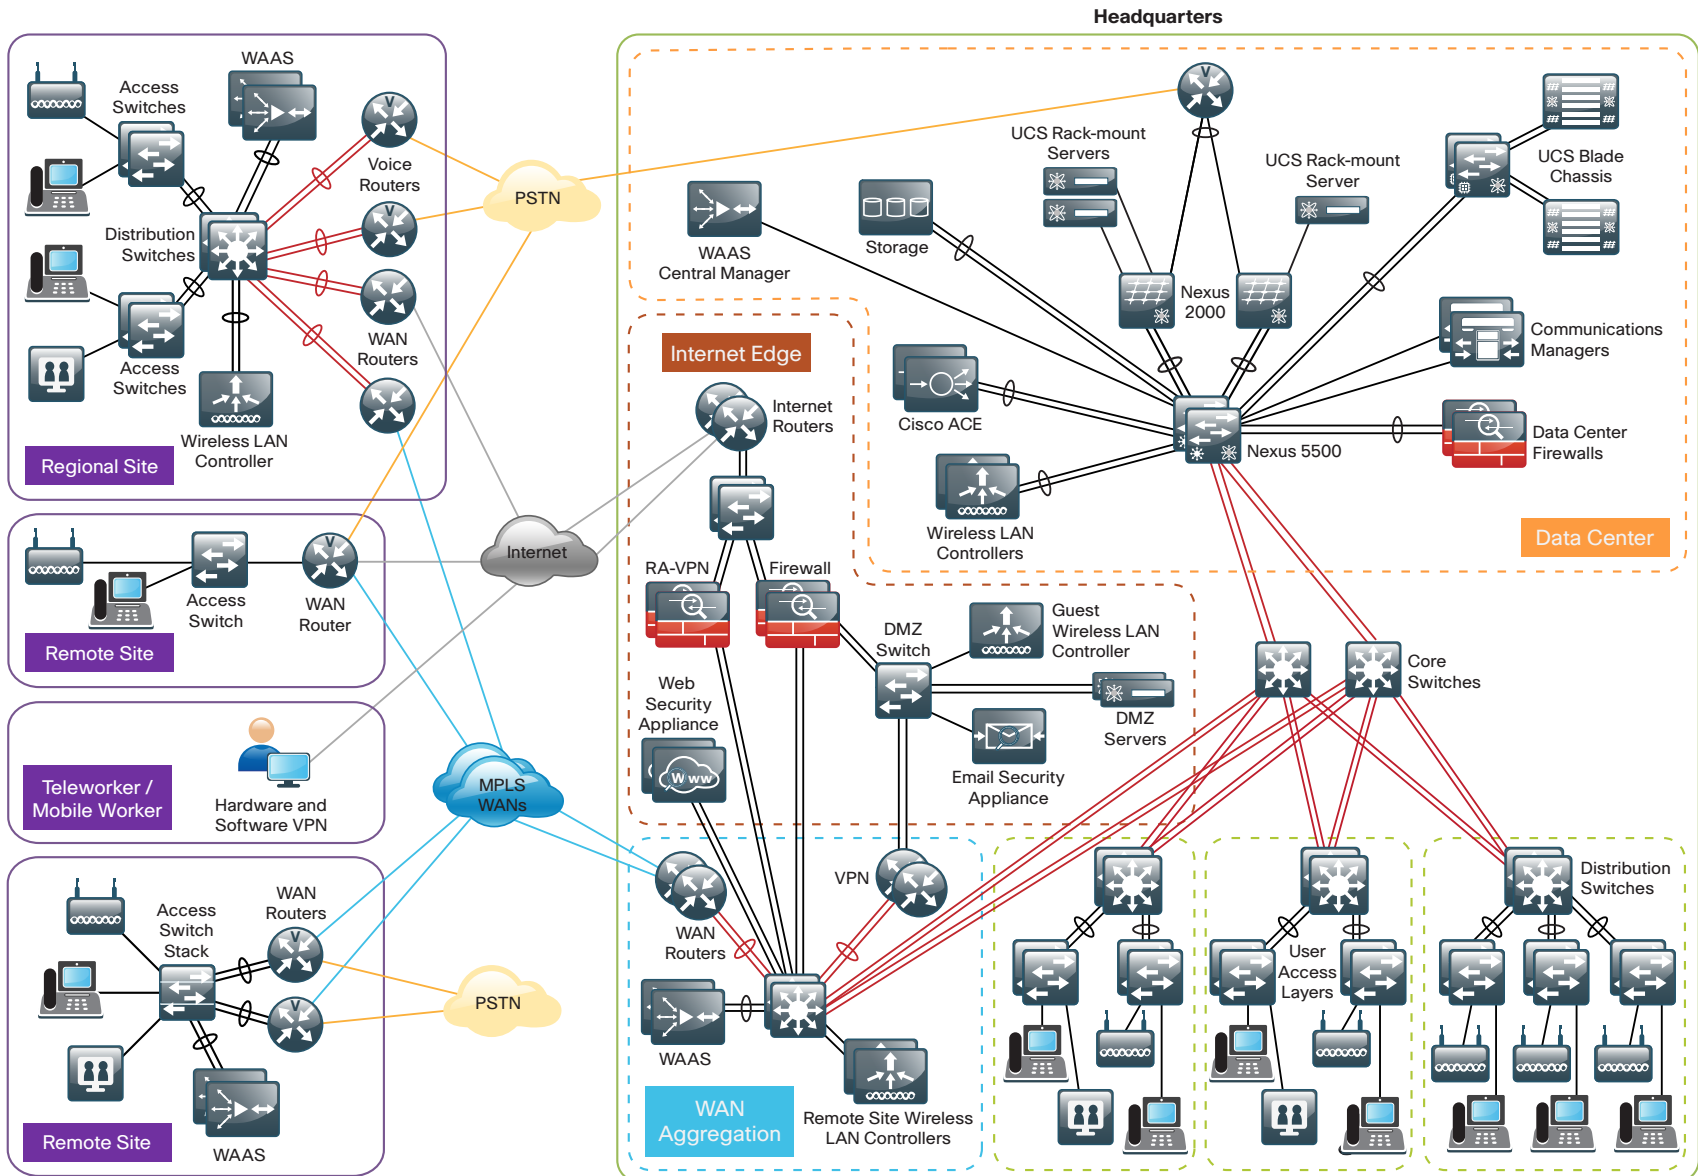 Headquarters
WAAS
Access
Switches
V
Voice
Routers
V
Distribution
Switches
WAN
Routers
Access
Switches
Wireless LAN
Controller
Regional Site
PSTN
V
UCS Rack-mount
Servers
UCS Rack-mount
Server
UCS Blade
Chassis
WAAS
Central Manager
Storage
Nexus
2000
Communications
Managers
Cisco ACE
Nexus 5500
Data Center
Firewalls
Wireless LAN
Controllers
Data Center
Internet Edge
Internet
Routers
Internet
V
Access
Switch
WAN
Router
Remote Site
RA-VPN
Firewall
DMZ
Switch
Guest
Wireless LAN
Controller
DMZ
Servers
Email Security
Appliance
Web
Security
Appliance
Www
Core
Switches
Teleworker /
Mobile Worker
Hardware and
Software VPN
MPLS
WANs
WAN
Routers
VPN
WAAS
Remote Site Wireless
LAN Controllers
WAN
Aggregation
Distribution
Switches
User
Access
Layers
Access
Switch
Stack
WAN
Routers
V
V
PSTN
WAAS
Remote Site